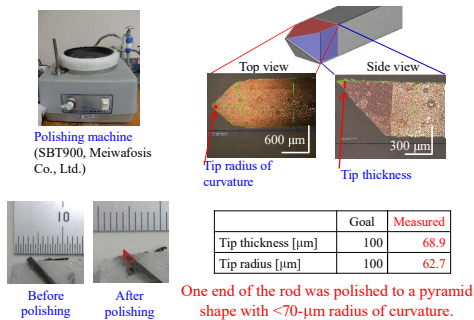 Top view
Side view
600 μm
300 μm
Polishing machine
(SBT900, Meiwafosis
Co., Ltd.)
Tip radius of
curvature
Tip thickness
10
Before
polishing
After
polishing
Goal Measured
Tip thickness [μm] 100 68.9
Tip radius [μm] 100 62.7
One end of the rod was polished to a pyramid
shape with <70-μm radius of curvature.